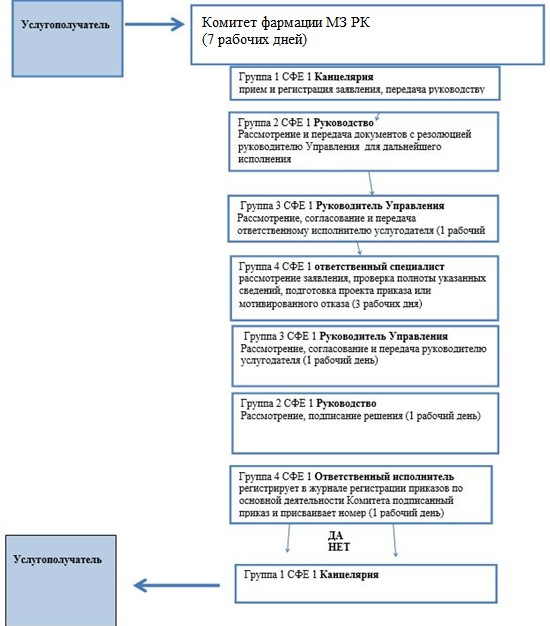 Услугополучатель
Комитет фармации МЗ РК
(7 рабочих дней)
Группа 1 СФЕ 1 Канцелярия
прием и регистрация заявления, передача руководству
Группа 2 СФЕ 1 Руководство
Рассмотрение и передача документов с резолюцией
руководителю Управления для дальнейшего
исполнения
Группа 3 СФЕ 1 Руководитель Управления
Рассмотрение, согласование и передача
ответственному исполнителю услугодателя (1 рабочий
Группа 4 СФЕ 1 ответственный специалист
рассмотрение заявления, проверка полноты указанных
сведений, подготовка проекта приказа или
мотивированного отказа (3 рабочих дня)
Группа 3 СФЕ 1 Руководитель Управления
Рассмотрение, согласование и передача руководителю
услугодателя (1 рабочий день)
Группа 2 СФЕ 1 Руководство
Рассмотрение, подписание решения (1 рабочий день)
Группа 4 СФЕ 1 Ответственный исполнитель
регистрирует в журнале регистрации приказов по
основной деятельности Комитета подписанный
приказ и присваивает номер (1 рабочий день)
ДА
НЕТ
Услугополучатель
Группа 1 СФЕ 1 Канцелярия